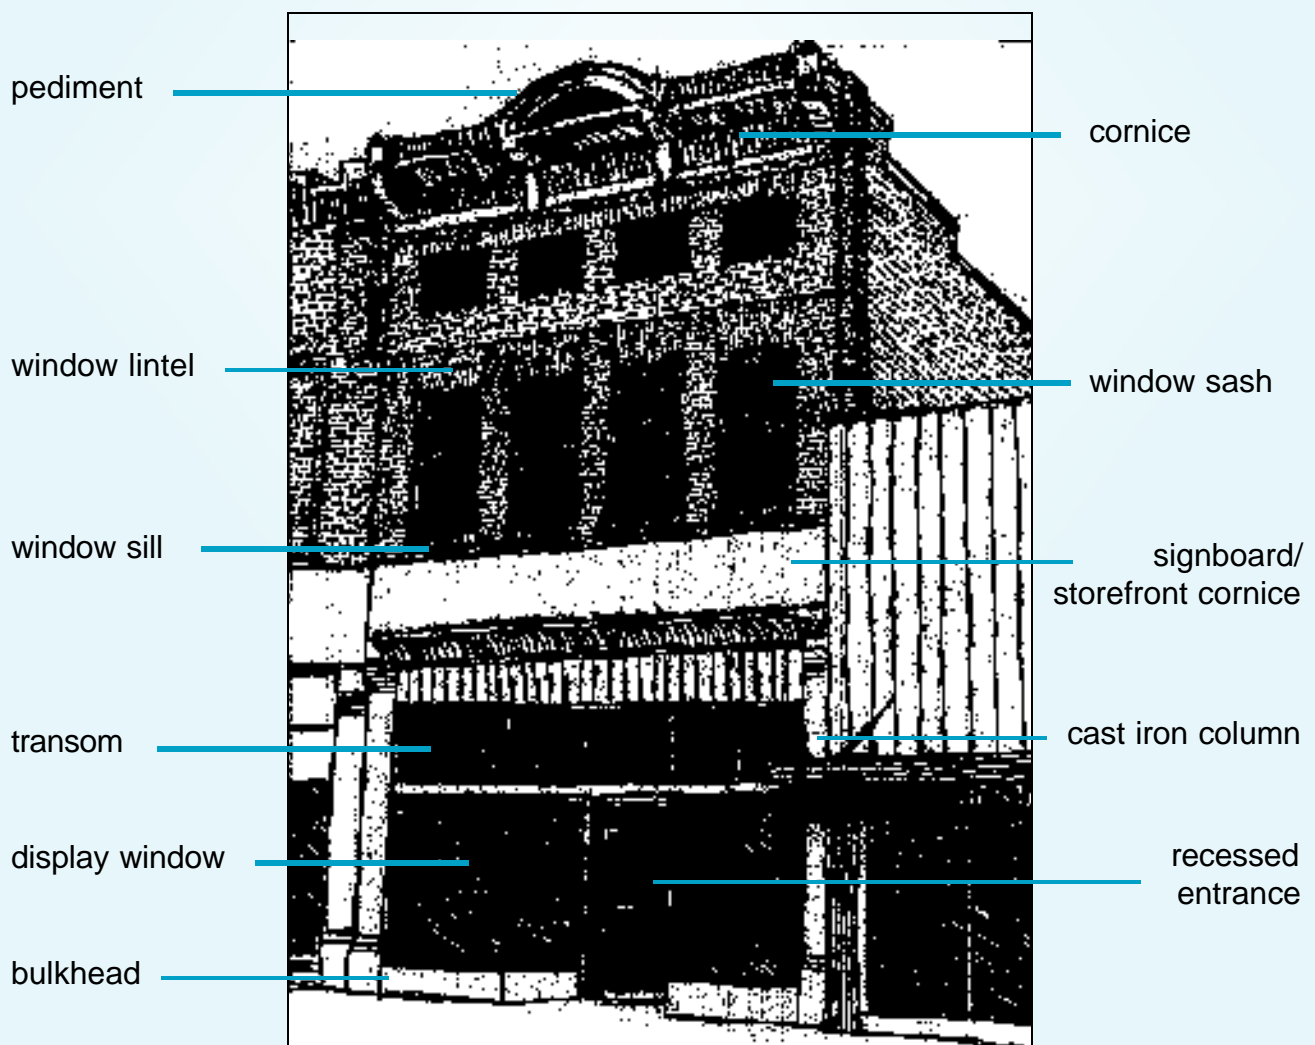 pediment
cornice
window lintel
window sash
window sill
signboard/
storefront cornice
transom
cast iron column
display window
recessed
entrance
bulkhead